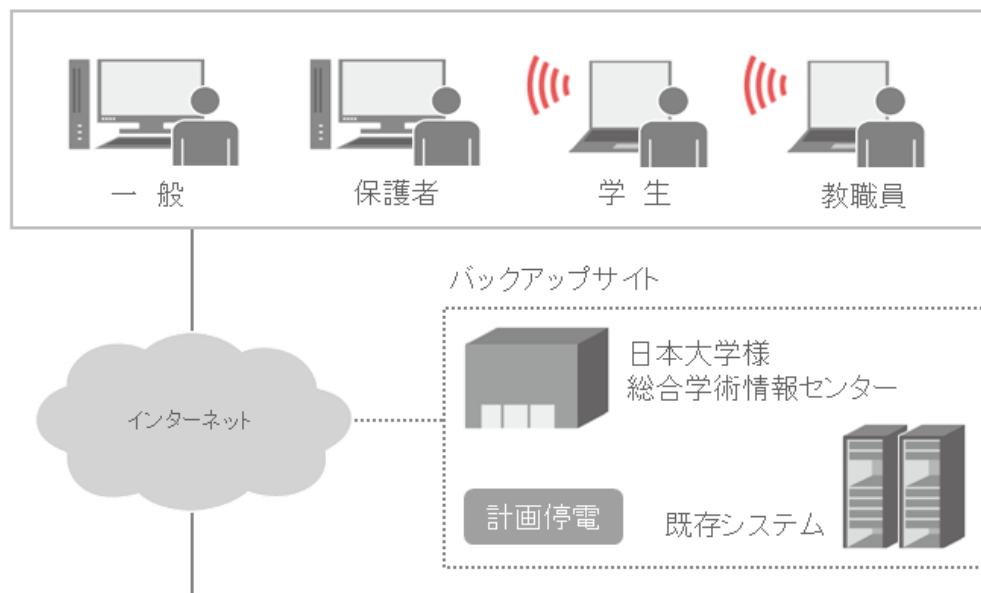 一 般
保護者
学 生
教職員
バックアップサイト
日本大学様
総合学術情報センター
インターネット
計画停電
既存システム